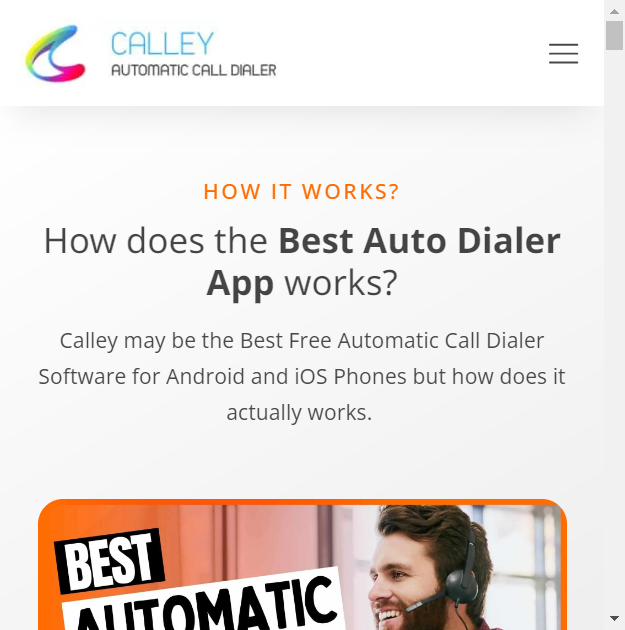 CALLEY
AUTOMATIC CALL DIALER
HOW IT WORKS?
How does the Best Auto Dialer
App works?
Calley may be the Best Free Automatic Call Dialer
Software for Android and iOS Phones but how does it
actually works.
BEST
AUTOMATIC